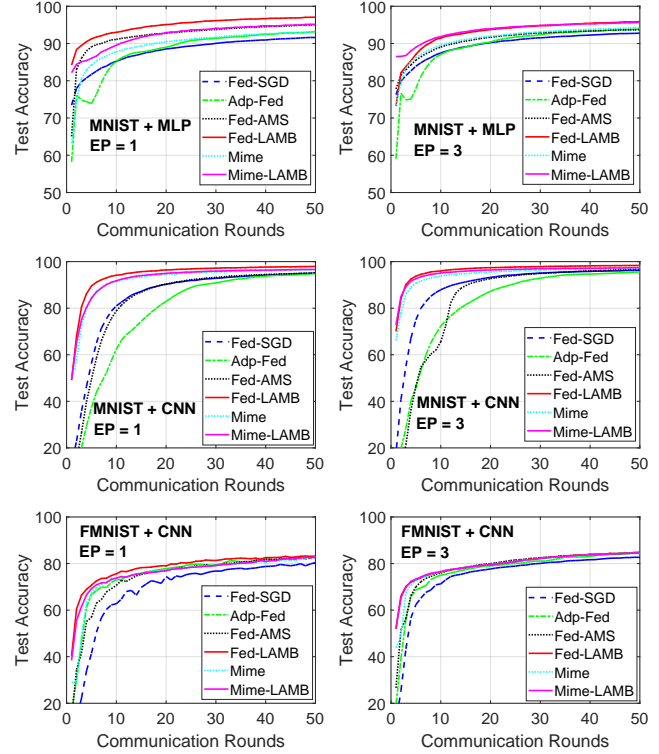 100
90
80
70
60
50
Test Accuracy
0 10 20 30 40 50
Communication Rounds
MNIST + MLP
EP = 1
Fed-SGD
Adp-Fed
Fed-AMS
Fed-LAMB
Mime
Mime-LAMB
100
90
80
70
60
50
Test Accuracy
0 10 20 30 40 50
Communication Rounds
MNIST + MLP
EP = 3
Fed-SGD
Adp-Fed
Fed-AMS
Fed-LAMB
Mime
Mime-LAMB
100
80
60
40
20
Test Accuracy
0 10 20 30 40 50
Communication Rounds
MNIST + CNN
EP = 1
Fed-SGD
Adp-Fed
Fed-AMS
Fed-LAMB
Mime
Mime-LAMB
100
80
60
40
20
Test Accuracy
0 10 20 30 40 50
Communication Rounds
MNIST + CNN
EP = 3
Fed-SGD
Adp-Fed
Fed-AMS
Fed-LAMB
Mime
Mime-LAMB
100
80
60
40
20
Test Accuracy
0 10 20 30 40 50
Communication Rounds
FMNIST + CNN
EP = 1
Fed-SGD
Adp-Fed
Fed-AMS
Fed-LAMB
Mime
Mime-LAMB
100
80
60
40
20
Test Accuracy
0 10 20 30 40 50
Communication Rounds
FMNIST + CNN
EP = 3
Fed-SGD
Adp-Fed
Fed-AMS
Fed-LAMB
Mime
Mime-LAMB